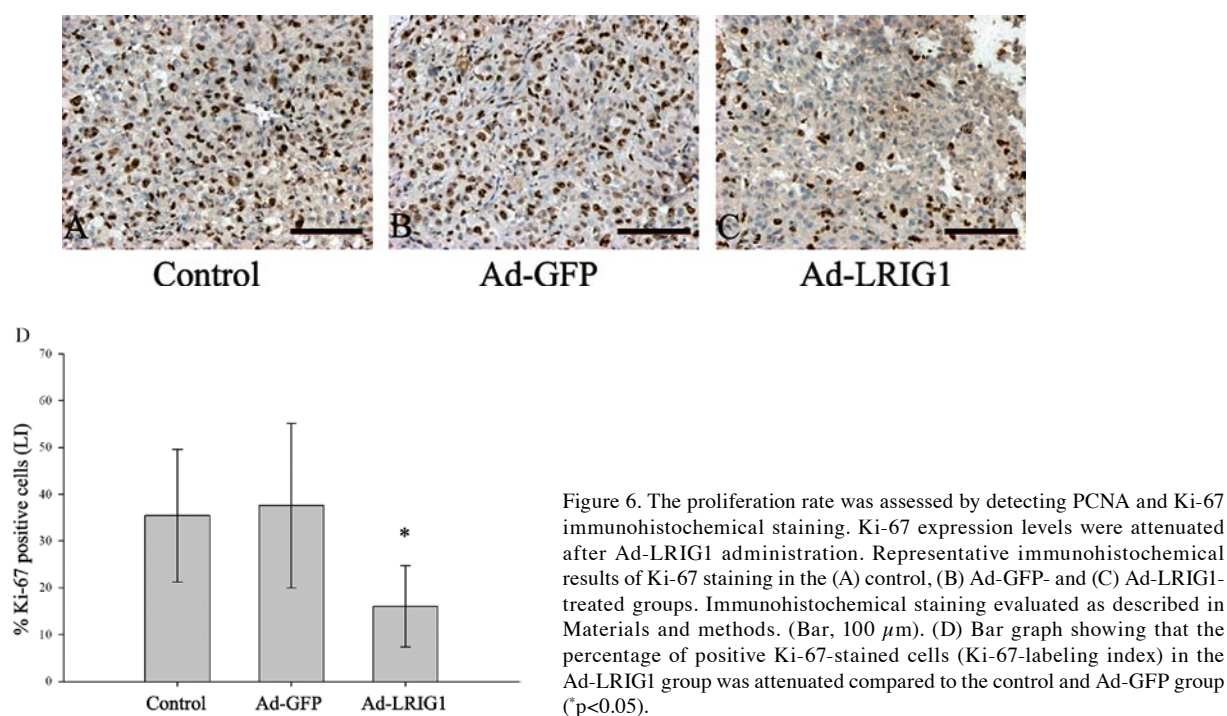 A
B
C
Control
Ad-GFP
Ad-LRIG1
D
% Ki-67 positive cells (LI)
70
60
50
40
30
20
10
0
*
Control
Ad-GFP
Ad-LRIG1
Figure 6. The proliferation rate was assessed by detecting PCNA and Ki-67
immunohistochemical staining. Ki-67 expression levels were attenuated
after Ad-LRIG1 administration. Representative immunohistochemical
results of Ki-67 staining in the (A) control, (B) Ad-GFP- and (C) Ad-LRIG1-
treated groups. Immunohistochemical staining evaluated as described in
Materials and methods. (Bar, 100 µm). (D) Bar graph showing that the
percentage of positive Ki-67-stained cells (Ki-67-labeling index) in the
Ad-LRIG1 group was attenuated compared to the control and Ad-GFP group
(*p<0.05).